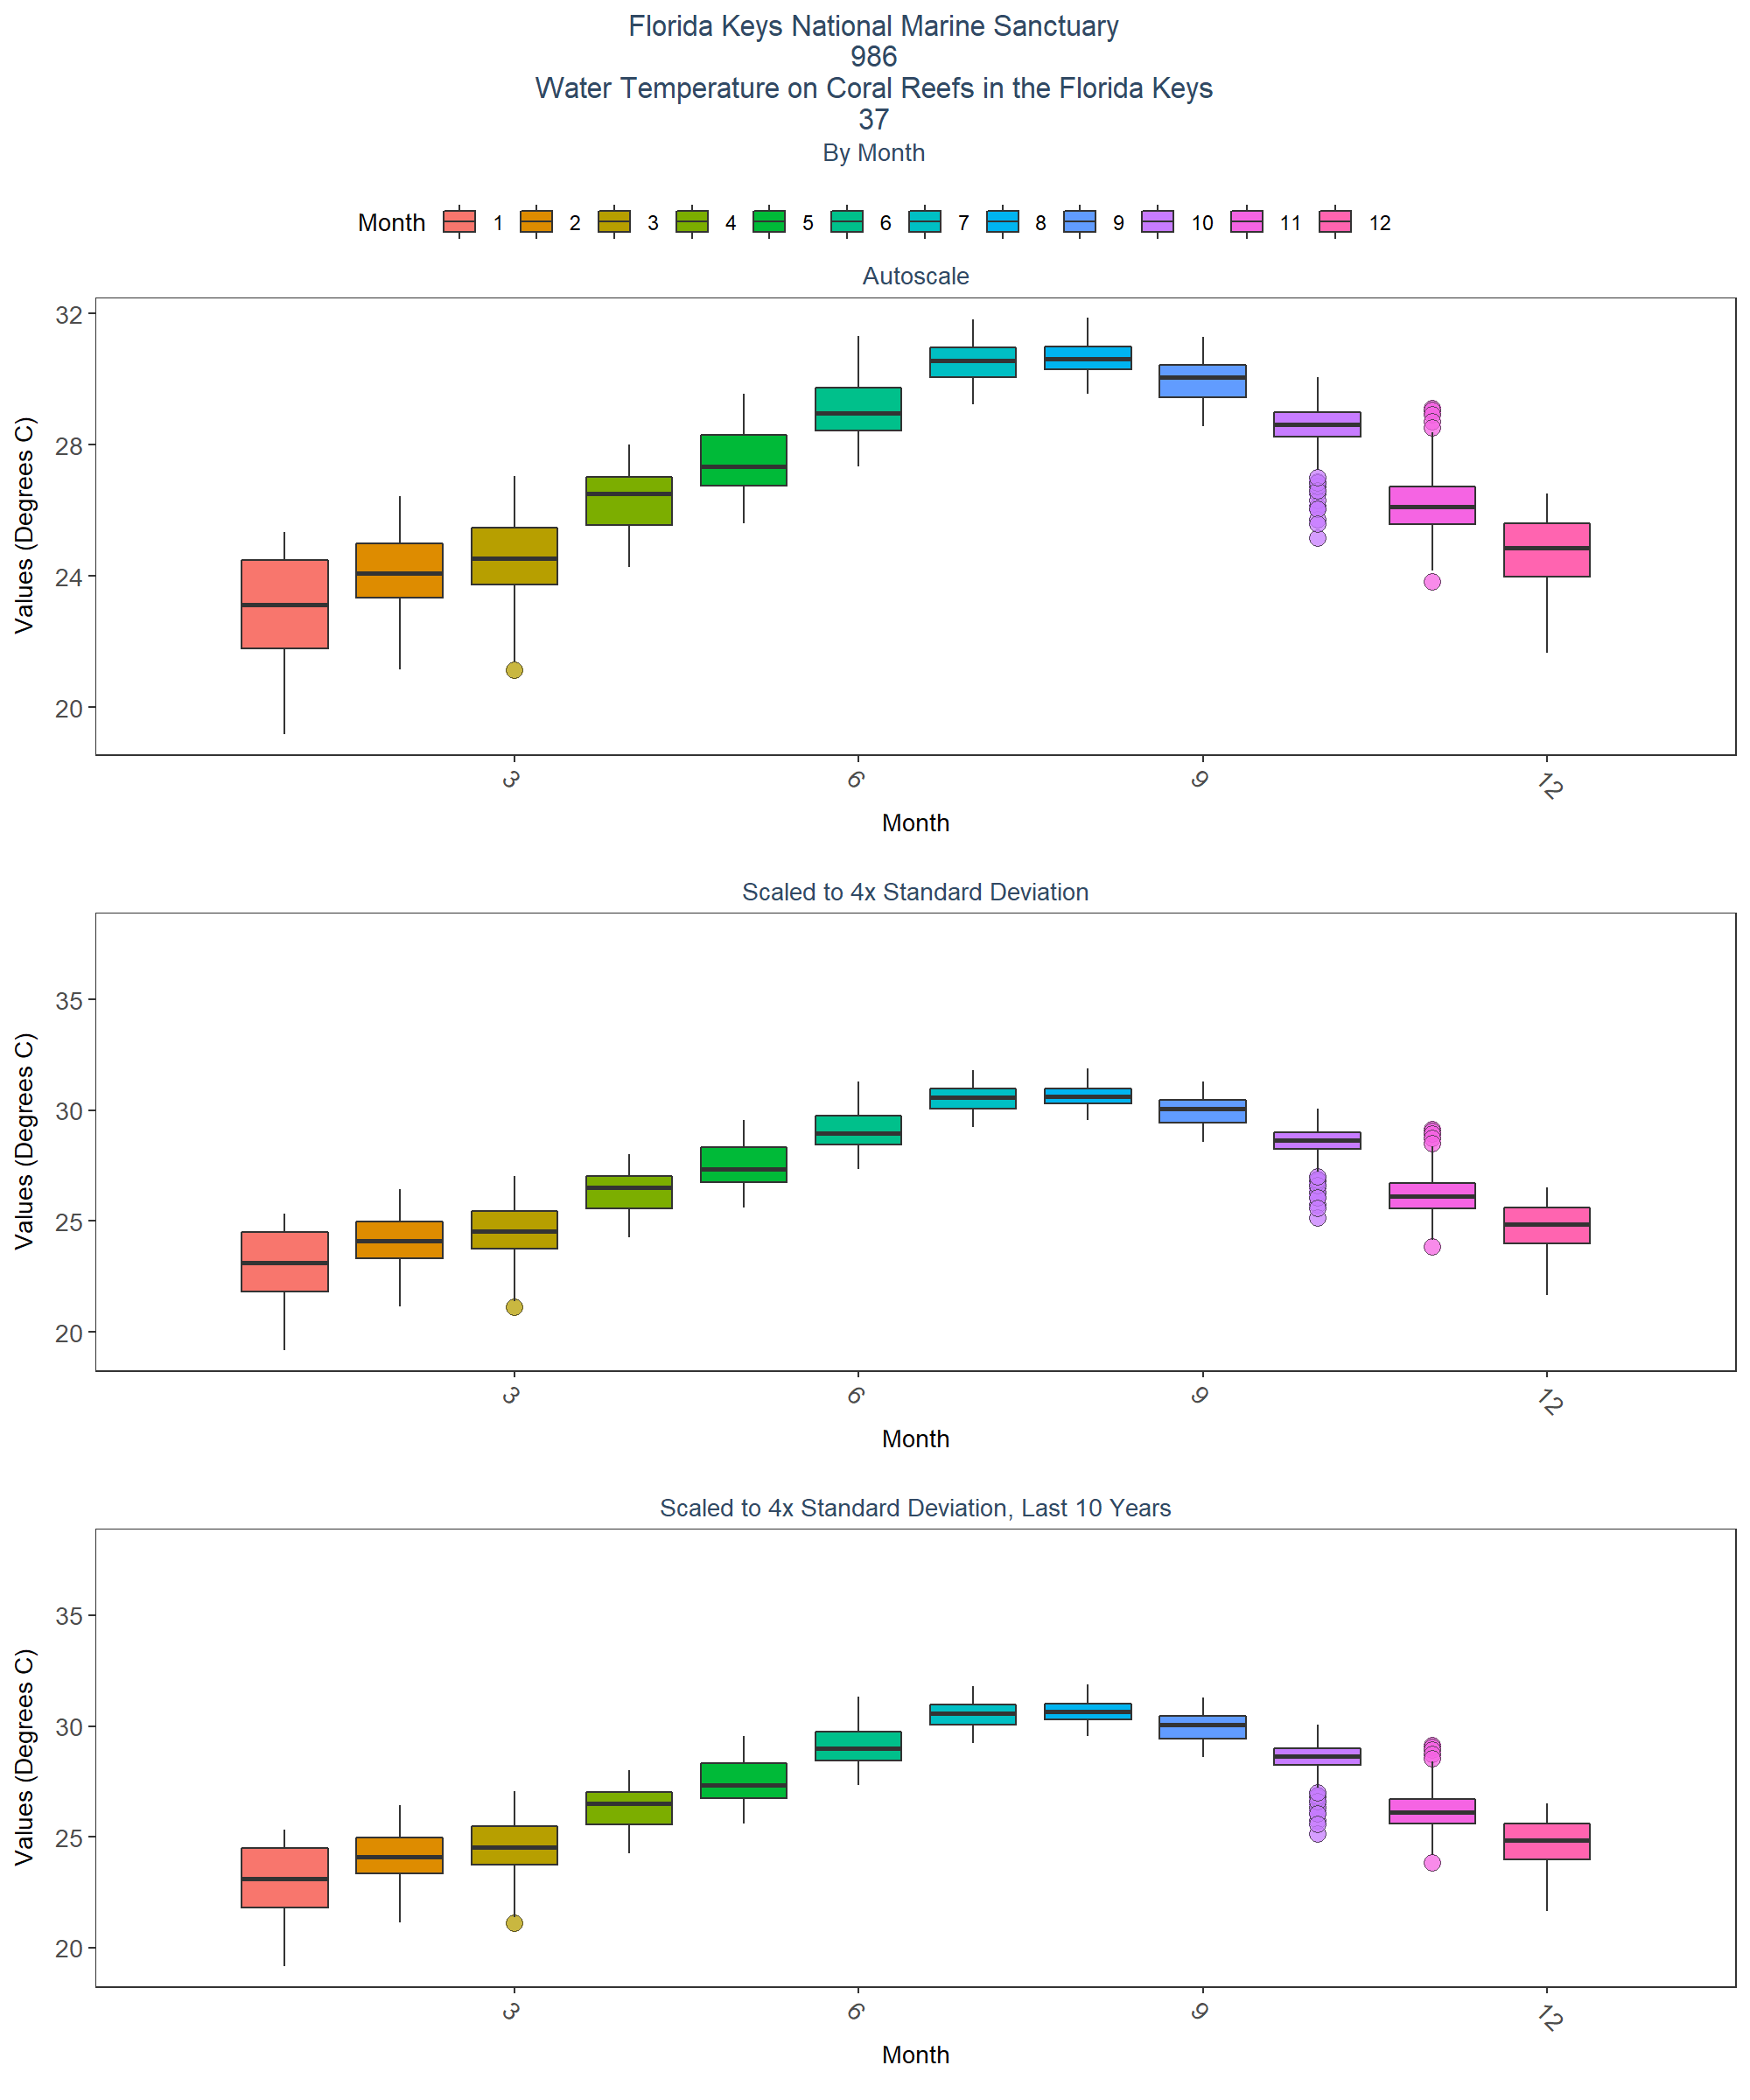 Florida Keys National Marine Sanctuary
986
Water Temperature on Coral Reefs in the Florida Keys
37
By Month
Month 1 2 3 4 5 6 7 8 9 10 11 12
Autoscale
Values (Degrees C)
32
28
24
20
3 6 9 12
Month
Scaled to 4x Standard Deviation
Values (Degrees C)
35
30
25
20
3 6 9 12
Month
Scaled to 4x Standard Deviation, Last 10 Years
Values (Degrees C)
35
30
25
20
3 6 9 12
Month